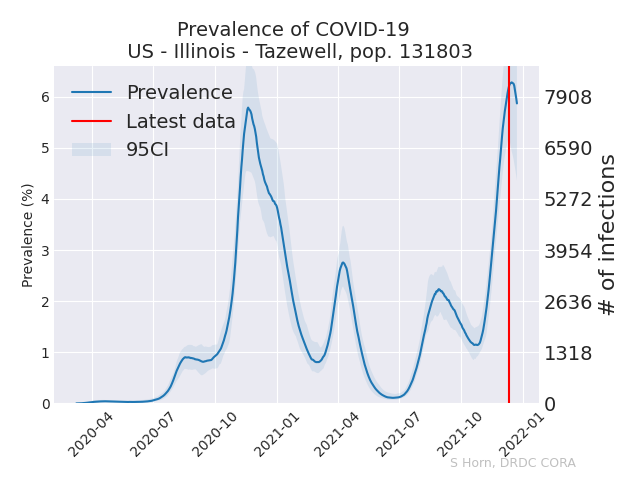 Prevalence of COVID-19
US - Illinois - Tazewell, pop. 131803
Prevalence
Latest data
95CI
Prevalence (%)
6
5
4
3
2
1
0
7908
6590
5272
3954
2636
1318
0
# of infections
2020-04
2020-07
2020-10
2021-01
2021-04
2021-07
2021-10
2022-01
S Horn, DRDC CORA